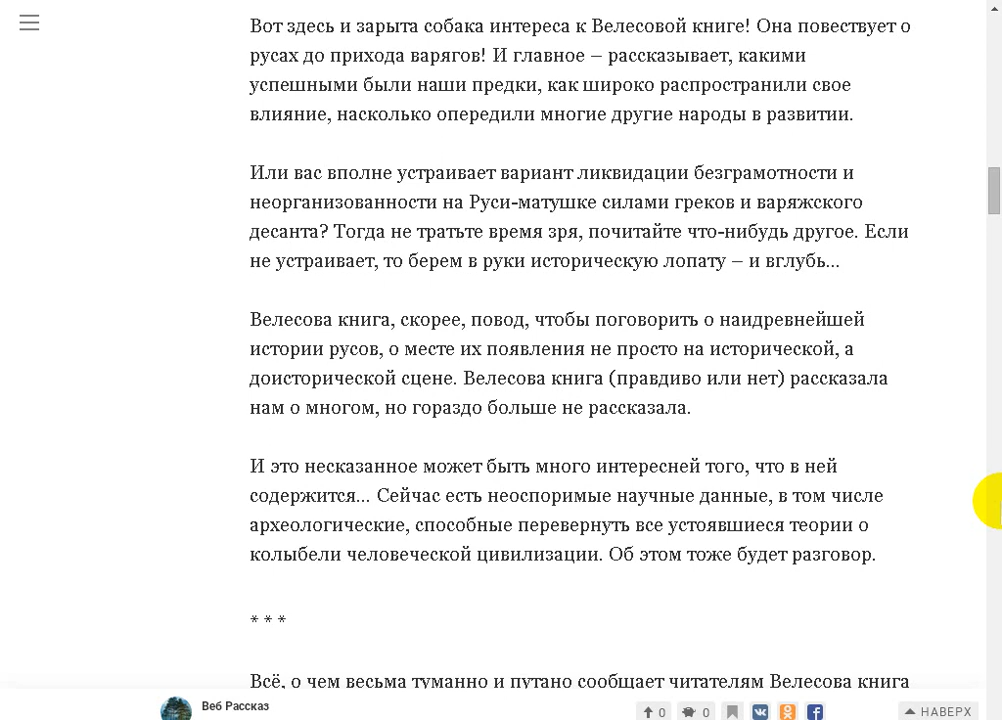 Вот здесь и зарыта собака интереса к Велесовой книге! Она повествует о
русах до прихода варягов! И главное – рассказывает, какими
успешными были наши предки, как широко распространили свое
влияние, насколько опередили многие другие народы в развитии.
Или вас вполне устраивает вариант ликвидации безграмотности и
неорганизованности на Руси-матушке силами греков и варяжского
десанта? Тогда не тратьте время зря, почитайте что-нибудь другое. Если
не устраивает, то берем в руки историческую лопату – и вглубь...
Велесова книга, скорее, повод, чтобы поговорить о наидревнейшей
истории русов, о месте их появления не просто на исторической, а
доисторической сцене. Велесова книга (правдиво или нет) рассказала
нам о многом, но гораздо больше не рассказала.
И это несказанное может быть много интересней того, что в ней
содержится... Сейчас есть неоспоримые научные данные, в том числе
археологические, способные перевернуть все устоявшиеся теории о
колыбели человеческой цивилизации. Об этом тоже будет разговор.
* * *
Всё, о чем весьма туманно и путано сообщает читателям Велесова книга
Веб Рассказ
0
0
НАВЕРХ